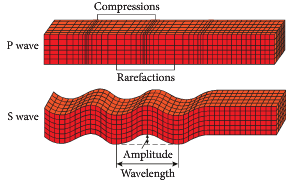 Compressions
P wave
Rarefactions
S wave
Amplitude
Wavelength